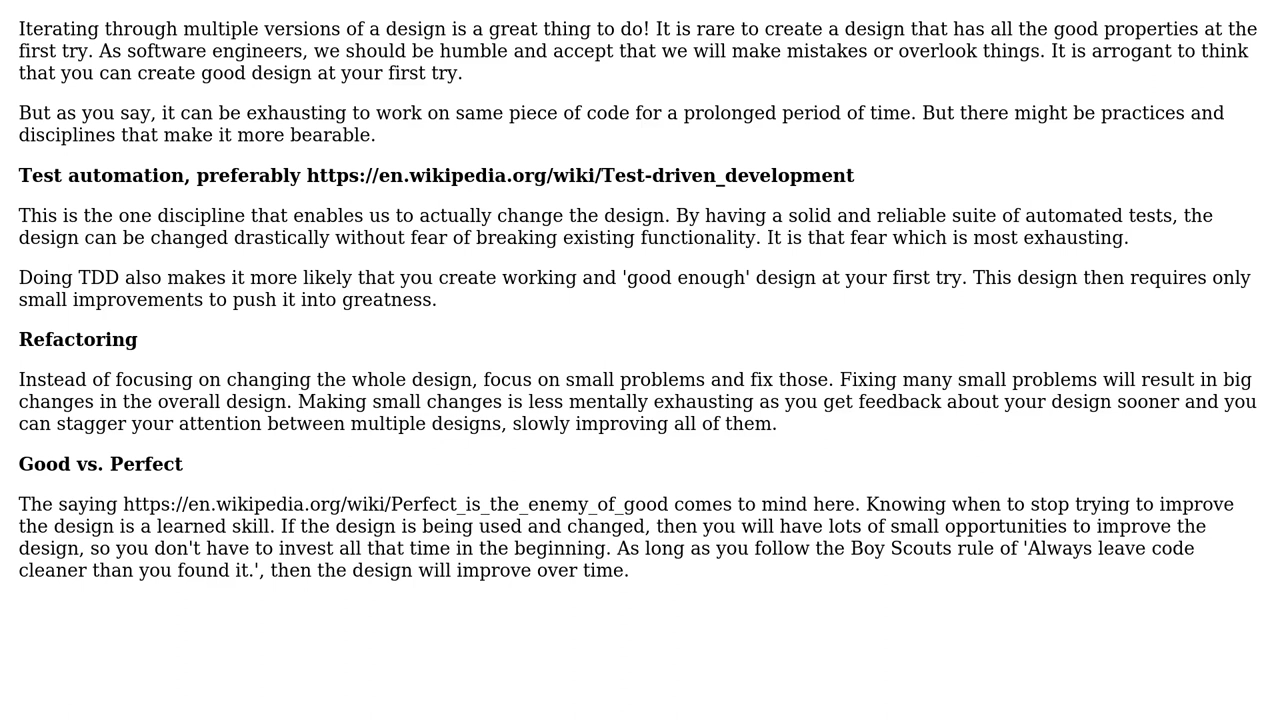 Iterating through multiple versions of a design is a great thing to do! It is rare to create a design that has all the good properties at the
first try. As software engineers, we should be humble and accept that we will make mistakes or overlook things. It is arrogant to think
that you can create good design at your first try.
But as you say, it can be exhausting to work on same piece of code for a prolonged period of time. But there might be practices and
disciplines that make it more bearable.
Test automation, preferably https://en.wikipedia.org/wiki/Test-driven_development
This is the one discipline that enables us to actually change the design. By having a solid and reliable suite of automated tests, the
design can be changed drastically without fear of breaking existing functionality. It is that fear which is most exhausting.
Doing TDD also makes it more likely that you create working and 'good enough' design at your first try. This design then requires only
small improvements to push it into greatness.
Refactoring
Instead of focusing on changing the whole design, focus on small problems and fix those. Fixing many small problems will result in big
changes in the overall design. Making small changes is less mentally exhausting as you get feedback about your design sooner and you
can stagger your attention between multiple designs, slowly improving all of them.
Good vs. Perfect
The saying https://en.wikipedia.org/wiki/Perfect_is_the_enemy_of_good comes to mind here. Knowing when to stop trying to improve
the design is a learned skill. If the design is being used and changed, then you will have lots of small opportunities to improve the
design, so you don't have to invest all that time in the beginning. As long as you follow the Boy Scouts rule of 'Always leave code
cleaner than you found it.', then the design will improve over time.